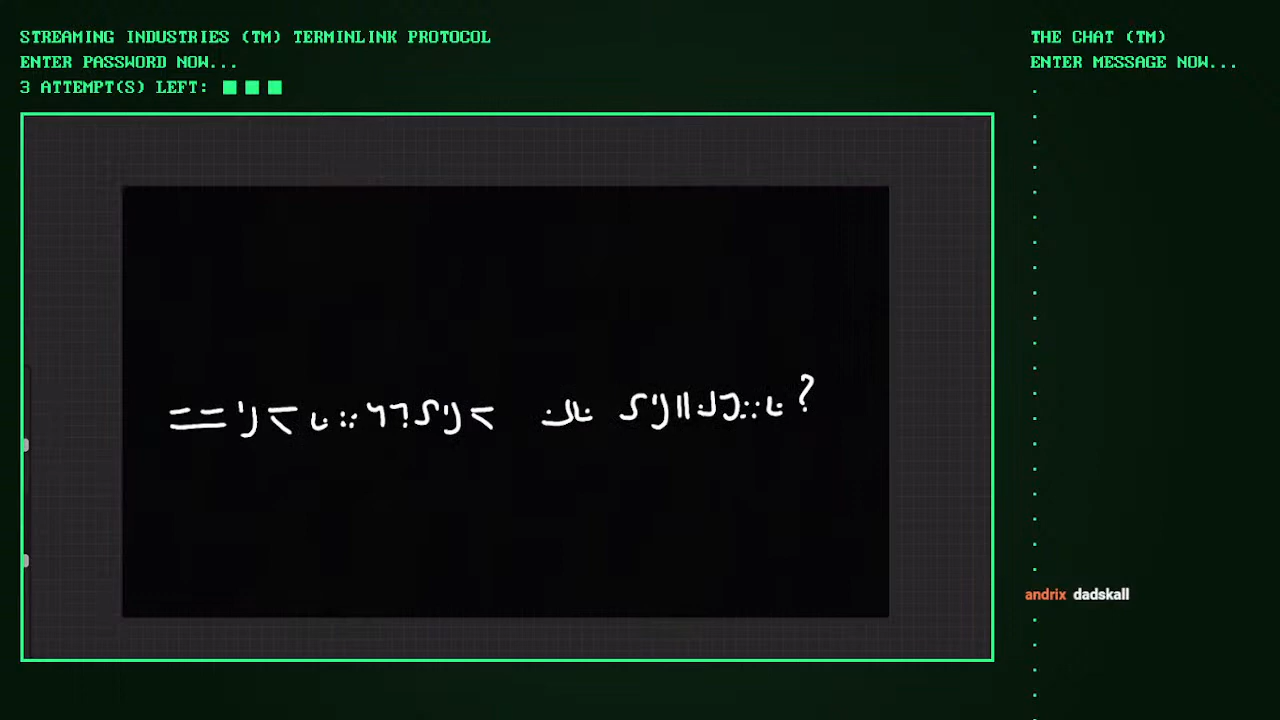 STREAMING INDUSTRIES (TM) TERMINLINK PROTOCOL
ENTER PASSWORD NOW...
3 ATTEMPT(S) LEFT:
THE CHAT (TM)
ENTER MESSAGE NOW...
andrix dadskall